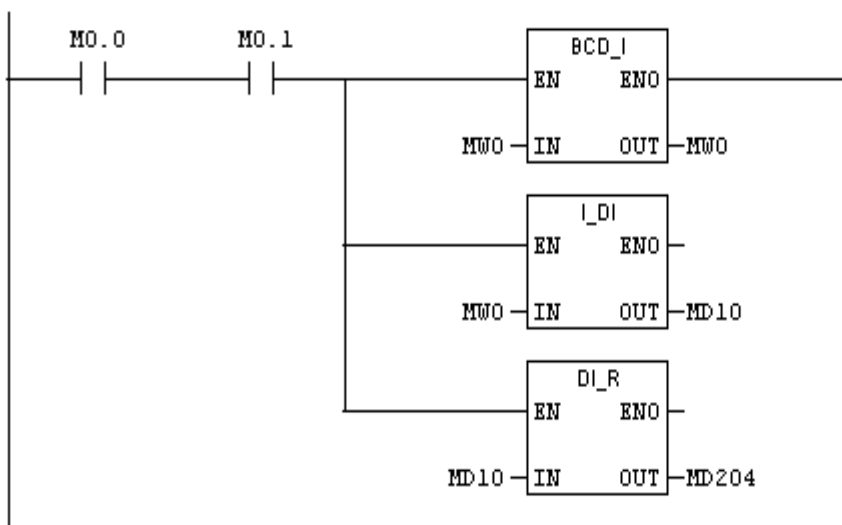 M0.0 M0.1
BCD_I
EN ENO
MW0 IN OUT MW0
I_DI
EN ENO
MW0 IN OUT MD10
DI_R
EN ENO
MD10 IN OUT MD204